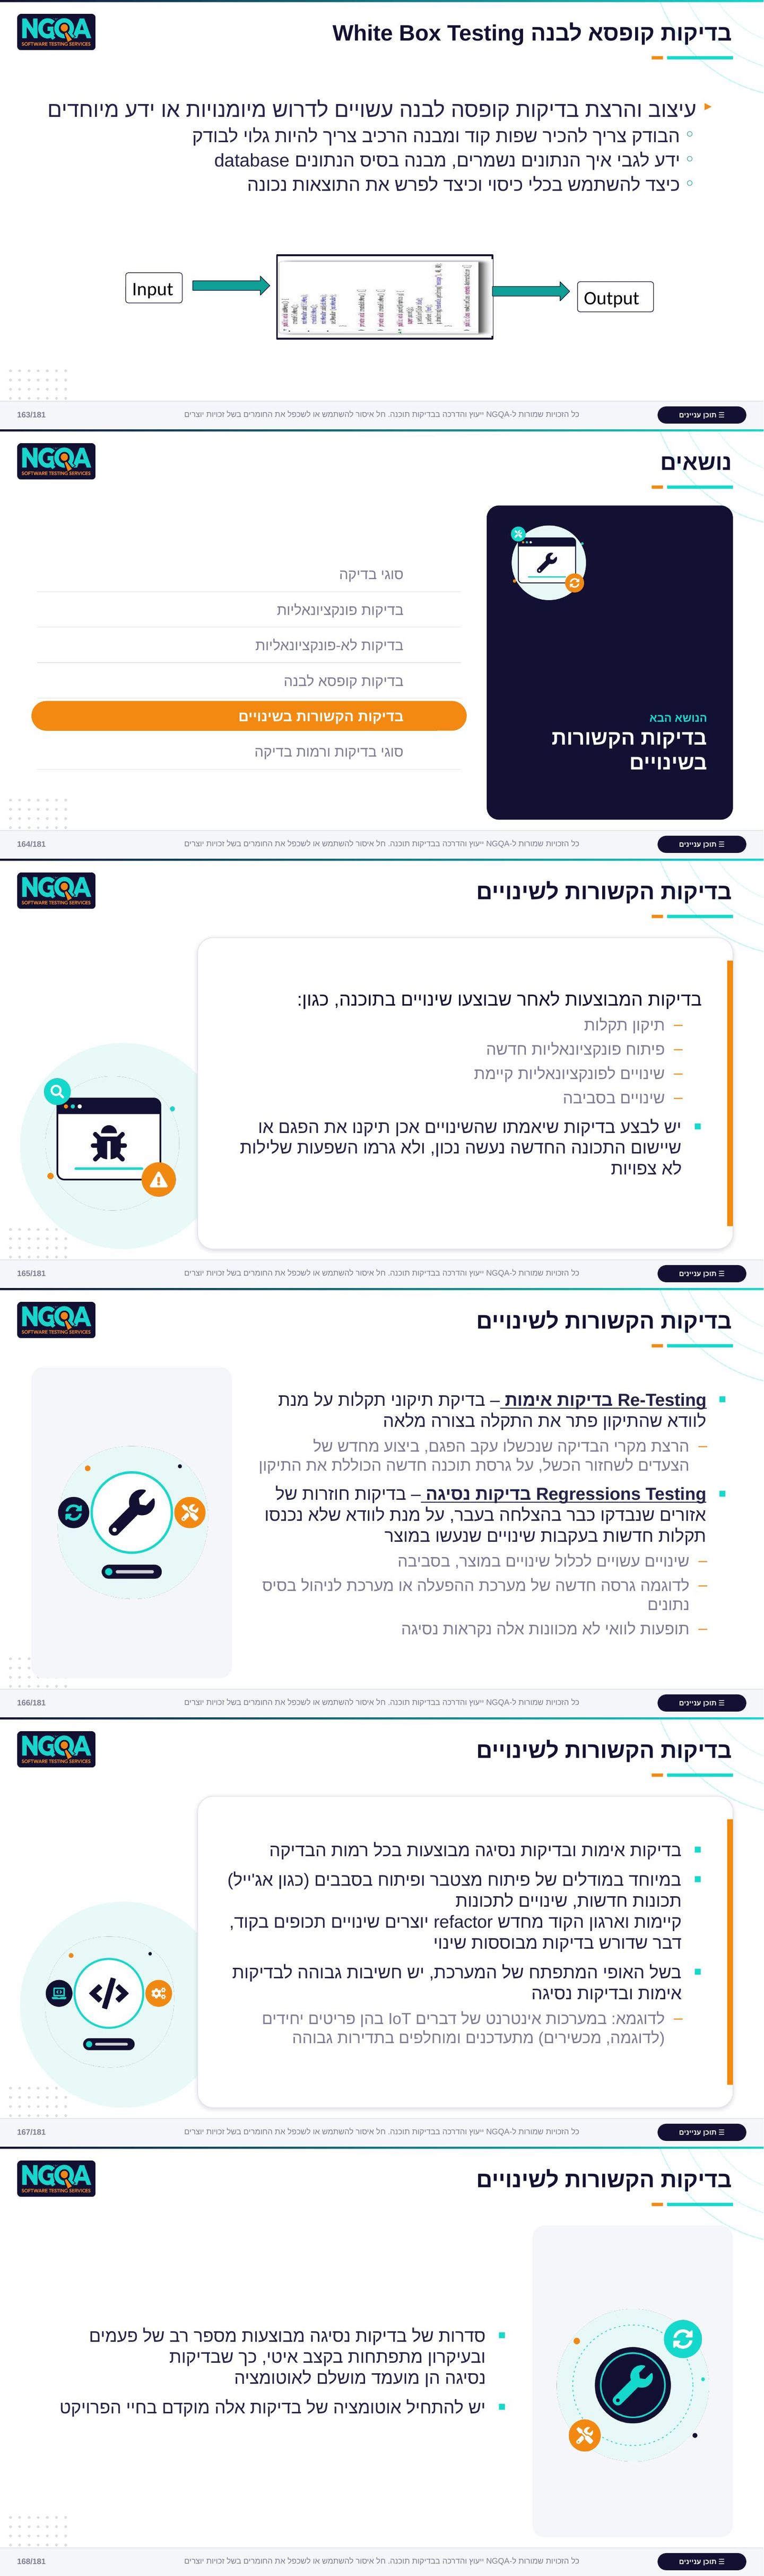 בדיקות קופסא לבנה White Box Testing
NGQA
SOFTWARE TESTING SERVICES
עיצוב והרצת בדיקות קופסה לבנה עשויים לדרוש מיומנויות או ידע מיוחדים
הבודק צריך להכיר שפות קוד ומבנה הרכיב צריך להיות גלוי לבודק
ידע לגבי איך הנתונים נשמרים, מבנה בסיס הנתונים database
כיצד להשתמש בכלי כיסוי וכיצד לפרש את התוצאות נכונה
Input
Output
☰ תוכן עניינים
כל הזכויות שמורות ל-NGQA ייעוץ והדרכה בבדיקות תוכנה. חל איסור להשתמש או לשכפל את החומרים בשל זכויות יוצרים
163/181
נושאים
NGQA
SOFTWARE TESTING SERVICES
הנושא הבא
בדיקות הקשורות
בשינויים
סוגי בדיקה
בדיקות פונקציונאליות
בדיקות לא-פונקציונאליות
בדיקות קופסא לבנה
בדיקות הקשורות בשינויים
סוגי בדיקות ורמות בדיקה
☰ תוכן עניינים
כל הזכויות שמורות ל-NGQA ייעוץ והדרכה בבדיקות תוכנה. חל איסור להשתמש או לשכפל את החומרים בשל זכויות יוצרים
164/181
בדיקות הקשורות לשינויים
NGQA
SOFTWARE TESTING SERVICES
בדיקות המבוצעות לאחר שבוצעו שינויים בתוכנה, כגון:
– תיקון תקלות
– פיתוח פונקציונאליות חדשה
– שינויים לפונקציונאליות קיימת
– שינויים בסביבה
יש לבצע בדיקות שיאמתו שהשינויים אכן תיקנו את הפגם או
שיישום התכונה החדשה נעשה נכון, ולא גרמו השפעות שלילות
לא צפויות
☰ תוכן עניינים
כל הזכויות שמורות ל-NGQA ייעוץ והדרכה בבדיקות תוכנה. חל איסור להשתמש או לשכפל את החומרים בשל זכויות יוצרים
165/181
בדיקות הקשורות לשינויים
NGQA
SOFTWARE TESTING SERVICES
Re-Testing בדיקות אימות – בדיקת תיקוני תקלות על מנת
לוודא שהתיקון פתר את התקלה בצורה מלאה
– הרצת מקרי הבדיקה שנכשלו עקב הפגם, ביצוע מחדש של
הצעדים לשחזור הכשל, על גרסת תוכנה חדשה הכוללת את התיקון
Regressions Testing בדיקות נסיגה – בדיקות חוזרות של
אזורים שנבדקו כבר בהצלחה בעבר, על מנת לוודא שלא נכנסו
תקלות חדשות בעקבות שינויים שנעשו במוצר
– שינויים עשויים לכלול שינויים במוצר, בסביבה
– לדוגמה גרסה חדשה של מערכת ההפעלה או מערכת לניהול בסיס
נתונים
– תופעות לוואי לא מכוונות אלה נקראות נסיגה
☰ תוכן עניינים
כל הזכויות שמורות ל-NGQA ייעוץ והדרכה בבדיקות תוכנה. חל איסור להשתמש או לשכפל את החומרים בשל זכויות יוצרים
166/181
בדיקות הקשורות לשינויים
NGQA
SOFTWARE TESTING SERVICES
בדיקות אימות ובדיקות נסיגה מבוצעות בכל רמות הבדיקה
במיוחד במודלים של פיתוח מצטבר ופיתוח בסבבים (כגון אג'ייל)
תכונות חדשות, שינויים לתכונות
קיימות וארגון הקוד מחדש refactor יוצרים שינויים תכופים בקוד,
דבר שדורש בדיקות מבוססות שינוי
בשל האופי המתפתח של המערכת, יש חשיבות גבוהה לבדיקות
אימות ובדיקות נסיגה
– לדוגמא: במערכות אינטרנט של דברים IoT בהן פריטים יחידים
(לדוגמה, מכשירים) מתעדכנים ומוחלפים בתדירות גבוהה
☰ תוכן עניינים
כל הזכויות שמורות ל-NGQA ייעוץ והדרכה בבדיקות תוכנה. חל איסור להשתמש או לשכפל את החומרים בשל זכויות יוצרים
167/181
בדיקות הקשורות לשינויים
NGQA
SOFTWARE TESTING SERVICES
סדרות של בדיקות נסיגה מבוצעות מספר רב של פעמים
ובעיקרון מתפתחות בקצב איטי, כך שבדיקות
נסיגה הן מועמד מושלם לאוטומציה
יש להתחיל אוטומציה של בדיקות אלה מוקדם בחיי הפרויקט
☰ תוכן עניינים
כל הזכויות שמורות ל-NGQA ייעוץ והדרכה בבדיקות תוכנה. חל איסור להשתמש או לשכפל את החומרים בשל זכויות יוצרים
168/181